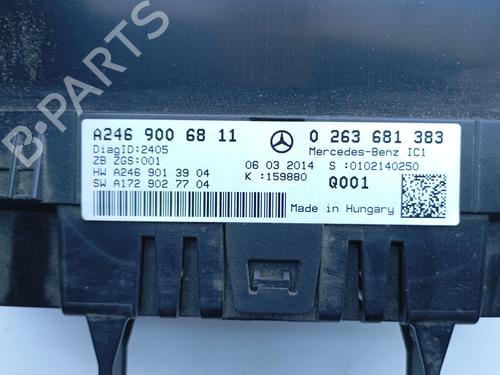 A246 900 68 11
0 263 681 383
DiagID:2405
Mercedes-Benz IC1
ZB ZGS:001
06 03 2014
S :0102140250
HW A246 901 39 04
K :159880
Q001
SW A172 902 77 04
Made in Hungary
B-PARTS